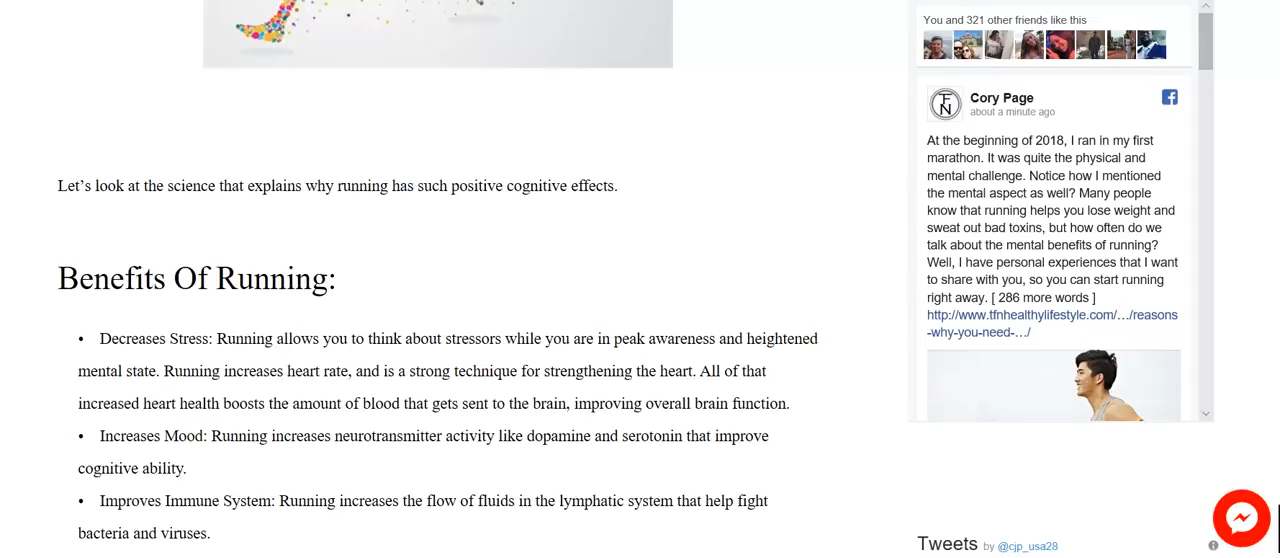 Let’s look at the science that explains why running has such positive cognitive effects.
Benefits Of Running:
• Decreases Stress: Running allows you to think about stressors while you are in peak awareness and heightened
mental state. Running increases heart rate, and is a strong technique for strengthening the heart. All of that
increased heart health boosts the amount of blood that gets sent to the brain, improving overall brain function.
• Increases Mood: Running increases neurotransmitter activity like dopamine and serotonin that improve
cognitive ability.
• Improves Immune System: Running increases the flow of fluids in the lymphatic system that help fight
bacteria and viruses.
You and 321 other friends like this
TFN
Cory Page
about a minute ago
At the beginning of 2018, I ran in my first
marathon. It was quite the physical and
mental challenge. Notice how I mentioned
the mental aspect as well? Many people
know that running helps you lose weight and
sweat out bad toxins, but how often do we
talk about the mental benefits of running?
Well, I have personal experiences that I want
to share with you, so you can start running
right away. [ 286 more words ]
http://www.tfnhealthylifestyle.com/…/reasons
-why-you-need-…/
Tweets by @cjp_usa28